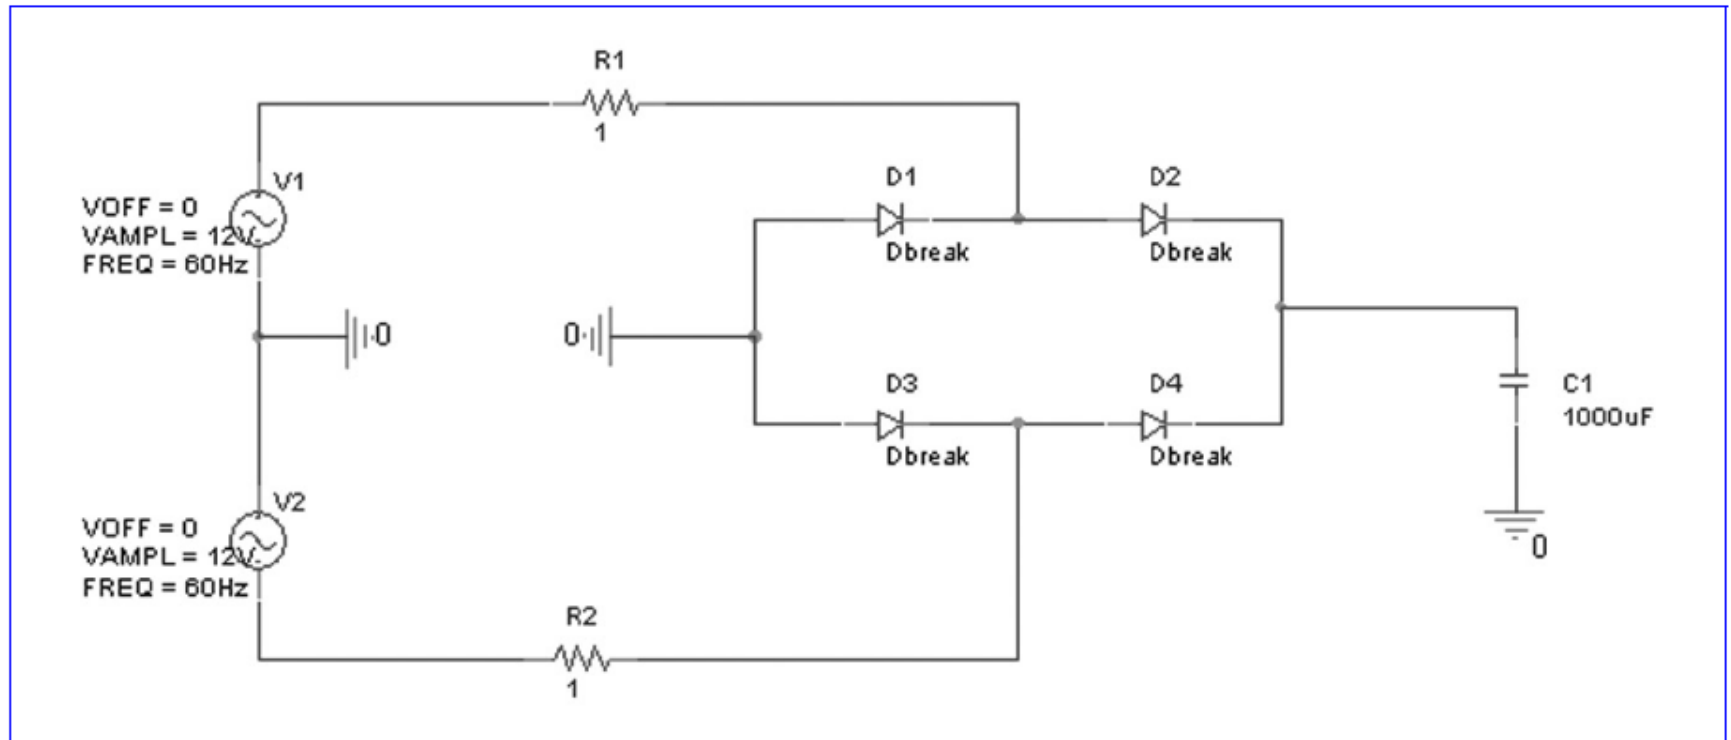 R1
1
V1
VOFF = 0
VAMPL = 12V
FREQ = 60Hz
D1
Dbreak
D2
Dbreak
0
0
D3
Dbreak
D4
Dbreak
C1
1000uF
0
V2
VOFF = 0
VAMPL = 12V
FREQ = 60Hz
R2
1